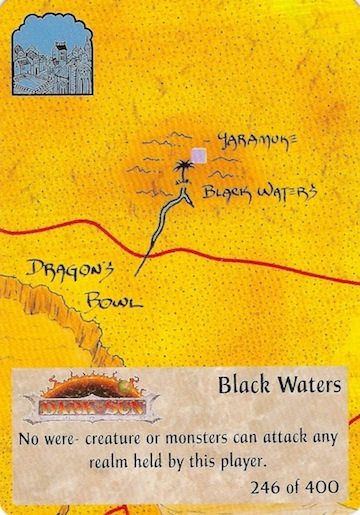 YARAMUKE
BLACK WATERS
DRAGON'S
BOWL
DARK SUN
Black Waters
No were- creature or monsters can attack any
realm held by this player.
246 of 400